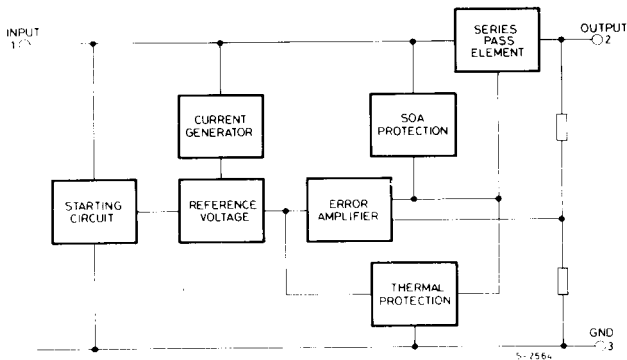 INPUT
1
SERIES
PASS
ELEMENT
OUTPUT
2
CURRENT
GENERATOR
SOA
PROTECTION
STARTING
CIRCUIT
REFERENCE
VOLTAGE
ERROR
AMPLIFIER
THERMAL
PROTECTION
GND
3
S-2564